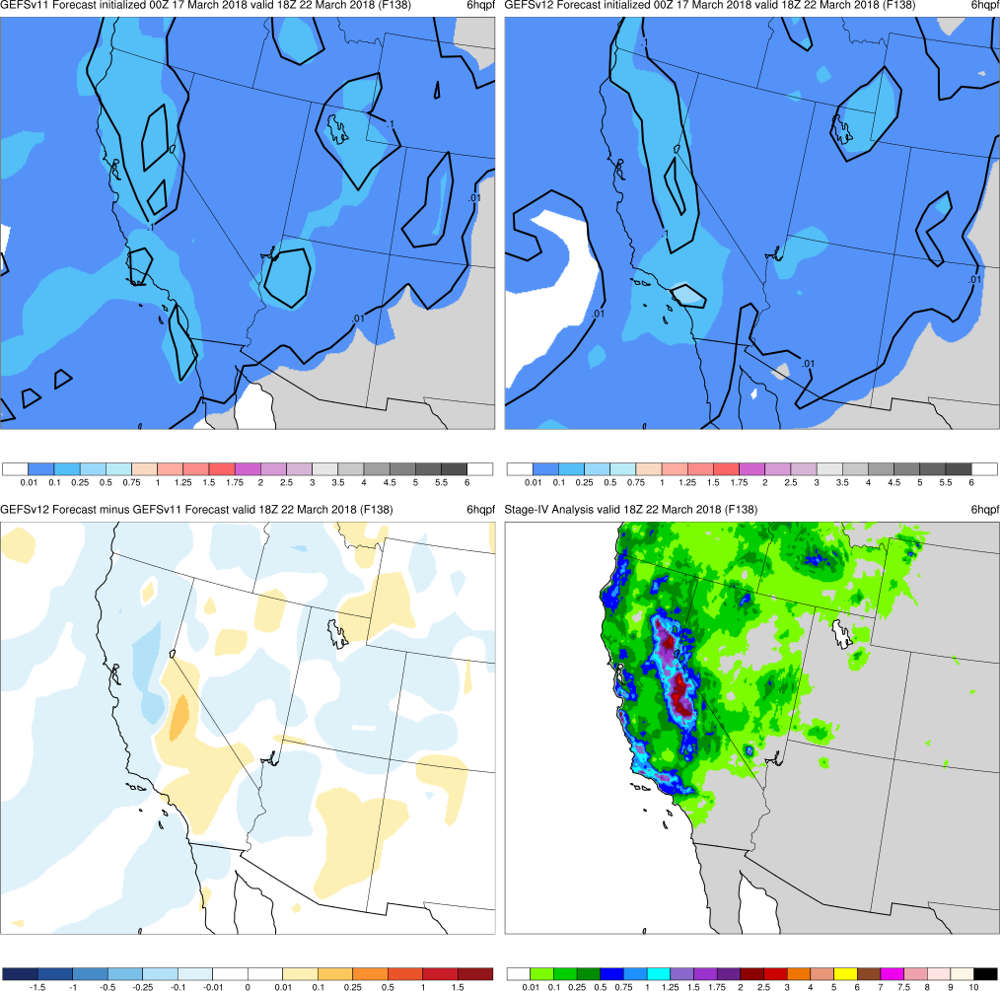 GEFSv11 Forecast initialized 00Z 17 March 2018 valid 18Z 22 March 2018 (F138) 6hqpf
.1
.01
.1
.01
0.01 0.1 0.25 0.5 0.75 1 1.25 1.5 1.75 2 2.5 3 3.5 4 4.5 5 5.5 6
GEFSv12 Forecast initialized 00Z 17 March 2018 valid 18Z 22 March 2018 (F138) 6hqpf
.1
.1
.01
.01
.01
0.01 0.1 0.25 0.5 0.75 1 1.25 1.5 1.75 2 2.5 3 3.5 4 4.5 5 5.5 6
GEFSv12 Forecast minus GEFSv11 Forecast valid 18Z 22 March 2018 (F138) 6hqpf
-1.5 -1 -0.5 -0.25 -0.1 -0.01 0 0.01 0.1 0.25 0.5 1 1.5
Stage-IV Analysis valid 18Z 22 March 2018 (F138) 6hqpf
0.01 0.1 0.25 0.5 0.75 1 1.25 1.5 1.75 2 2.5 3 4 5 6 7 7.5 8 9 10